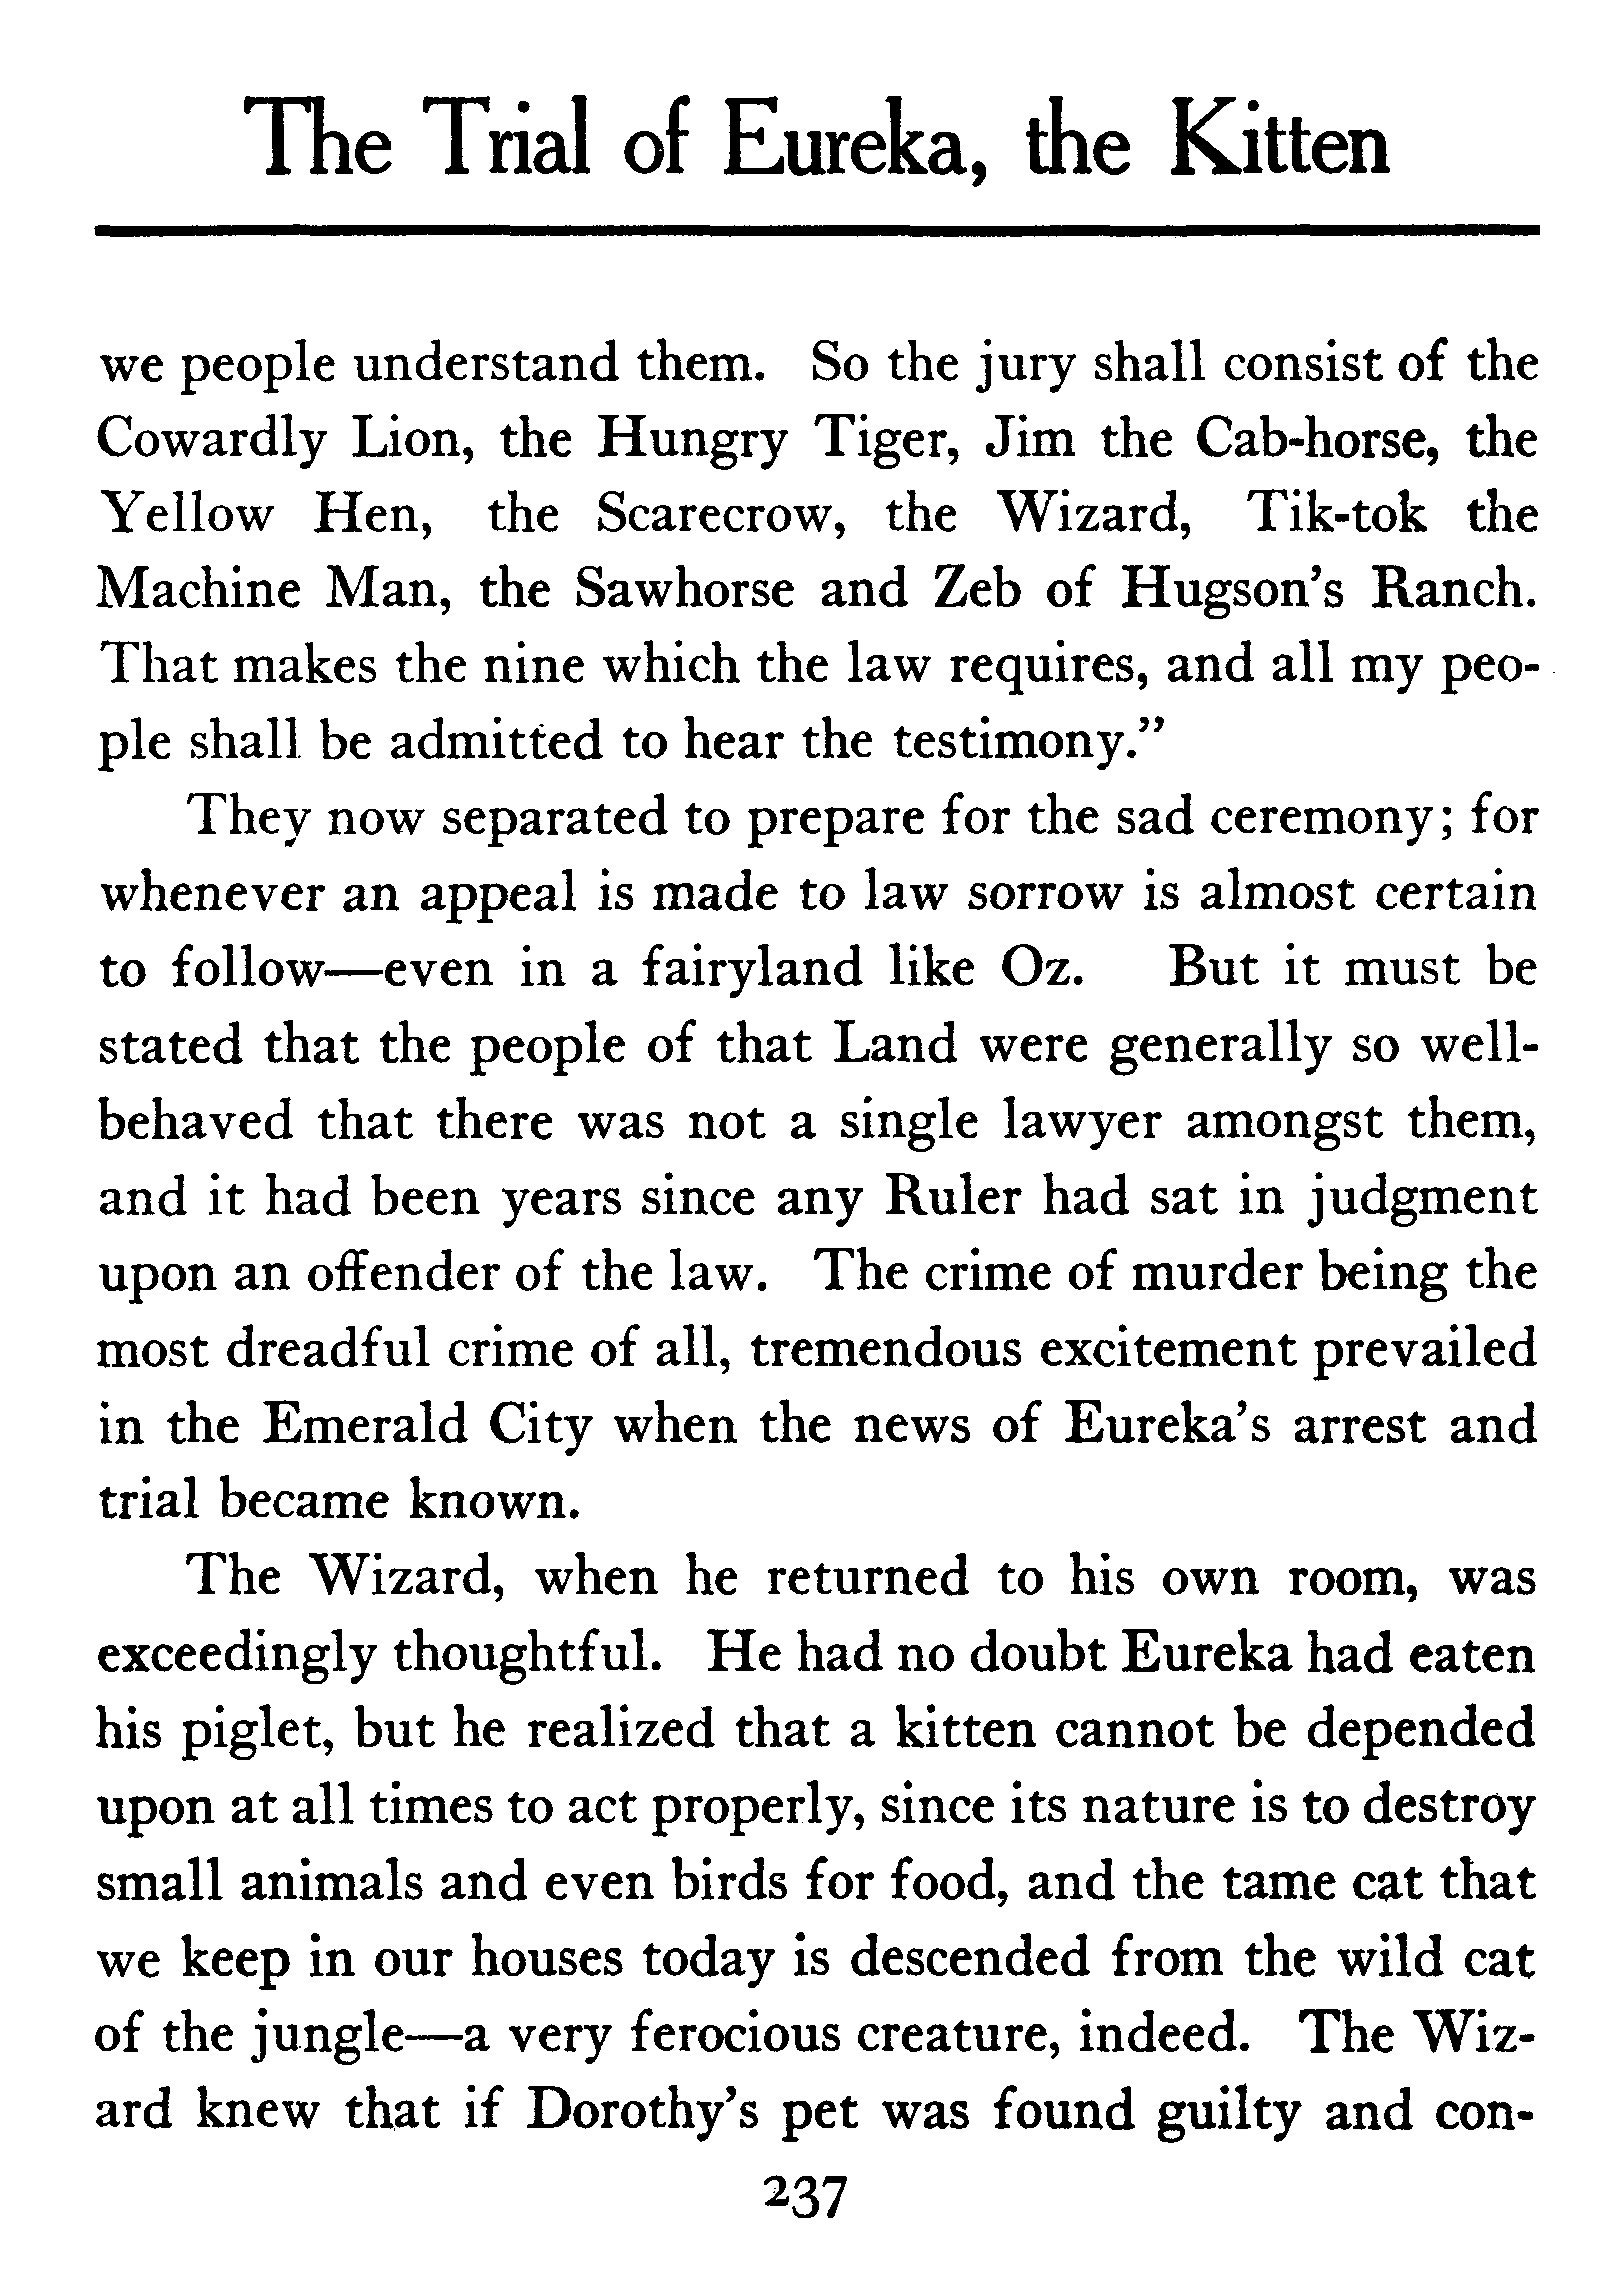 The Trial of Eureka, the Kitten
we people understand them. So the jury shall consist of the
Cowardly Lion, the Hungry Tiger, Jim the Cab-horse, the
Yellow Hen, the Scarecrow, the Wizard, Tik-tok the
Machine Man, the Sawhorse and Zeb of Hugson's Ranch.
That makes the nine which the law requires, and all my peo-
ple shall be admitted to hear the testimony."
They now separated to prepare for the sad ceremony; for
whenever an appeal is made to law sorrow is almost certain
to follow—even in a fairyland like Oz. But it must be
stated that the people of that Land were generally so well-
behaved that there was not a single lawyer amongst them,
and it had been years since any Ruler had sat in judgment
upon an offender of the law. The crime of murder being the
most dreadful crime of all, tremendous excitement prevailed
in the Emerald City when the news of Eureka's arrest and
trial became known.
The Wizard, when he returned to his own room, was
exceedingly thoughtful. He had no doubt Eureka had eaten
his piglet, but he realized that a kitten cannot be depended
upon at all times to act properly, since its nature is to destroy
small animals and even birds for food, and the tame cat that
we keep in our houses today is descended from the wild cat
of the jungle—a very ferocious creature, indeed. The Wiz-
ard knew that if Dorothy's pet was found guilty and con-
237